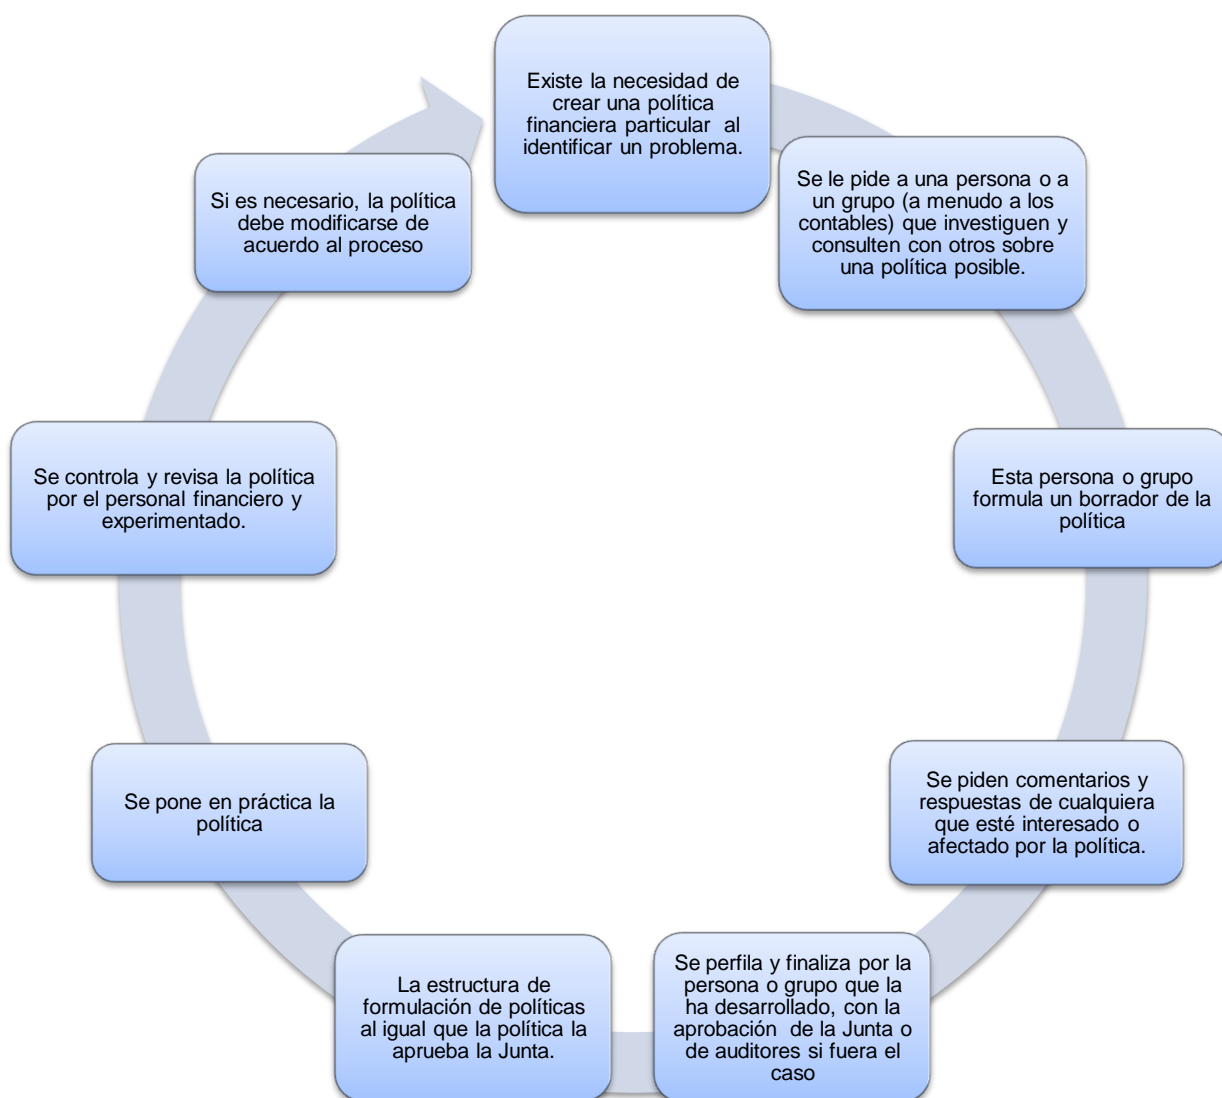 Existe la necesidad de
crear una política
financiera particular al
identificar un problema.
Se le pide a una persona o a
un grupo (a menudo a los
contables) que investiguen y
consulten con otros sobre
una política posible.
Esta persona o grupo
formula un borrador de la
política
Se piden comentarios y
respuestas de cualquiera
que esté interesado o
afectado por la política.
Se perfila y finaliza por la
persona o grupo que la
ha desarrollado, con la
aprobación de la Junta o
de auditores si fuera el
caso
La estructura de
formulación de políticas
al igual que la política la
aprueba la Junta.
Se pone en práctica la
política
Se controla y revisa la política
por el personal financiero y
experimentado.
Si es necesario, la política
debe modificarse de
acuerdo al proceso